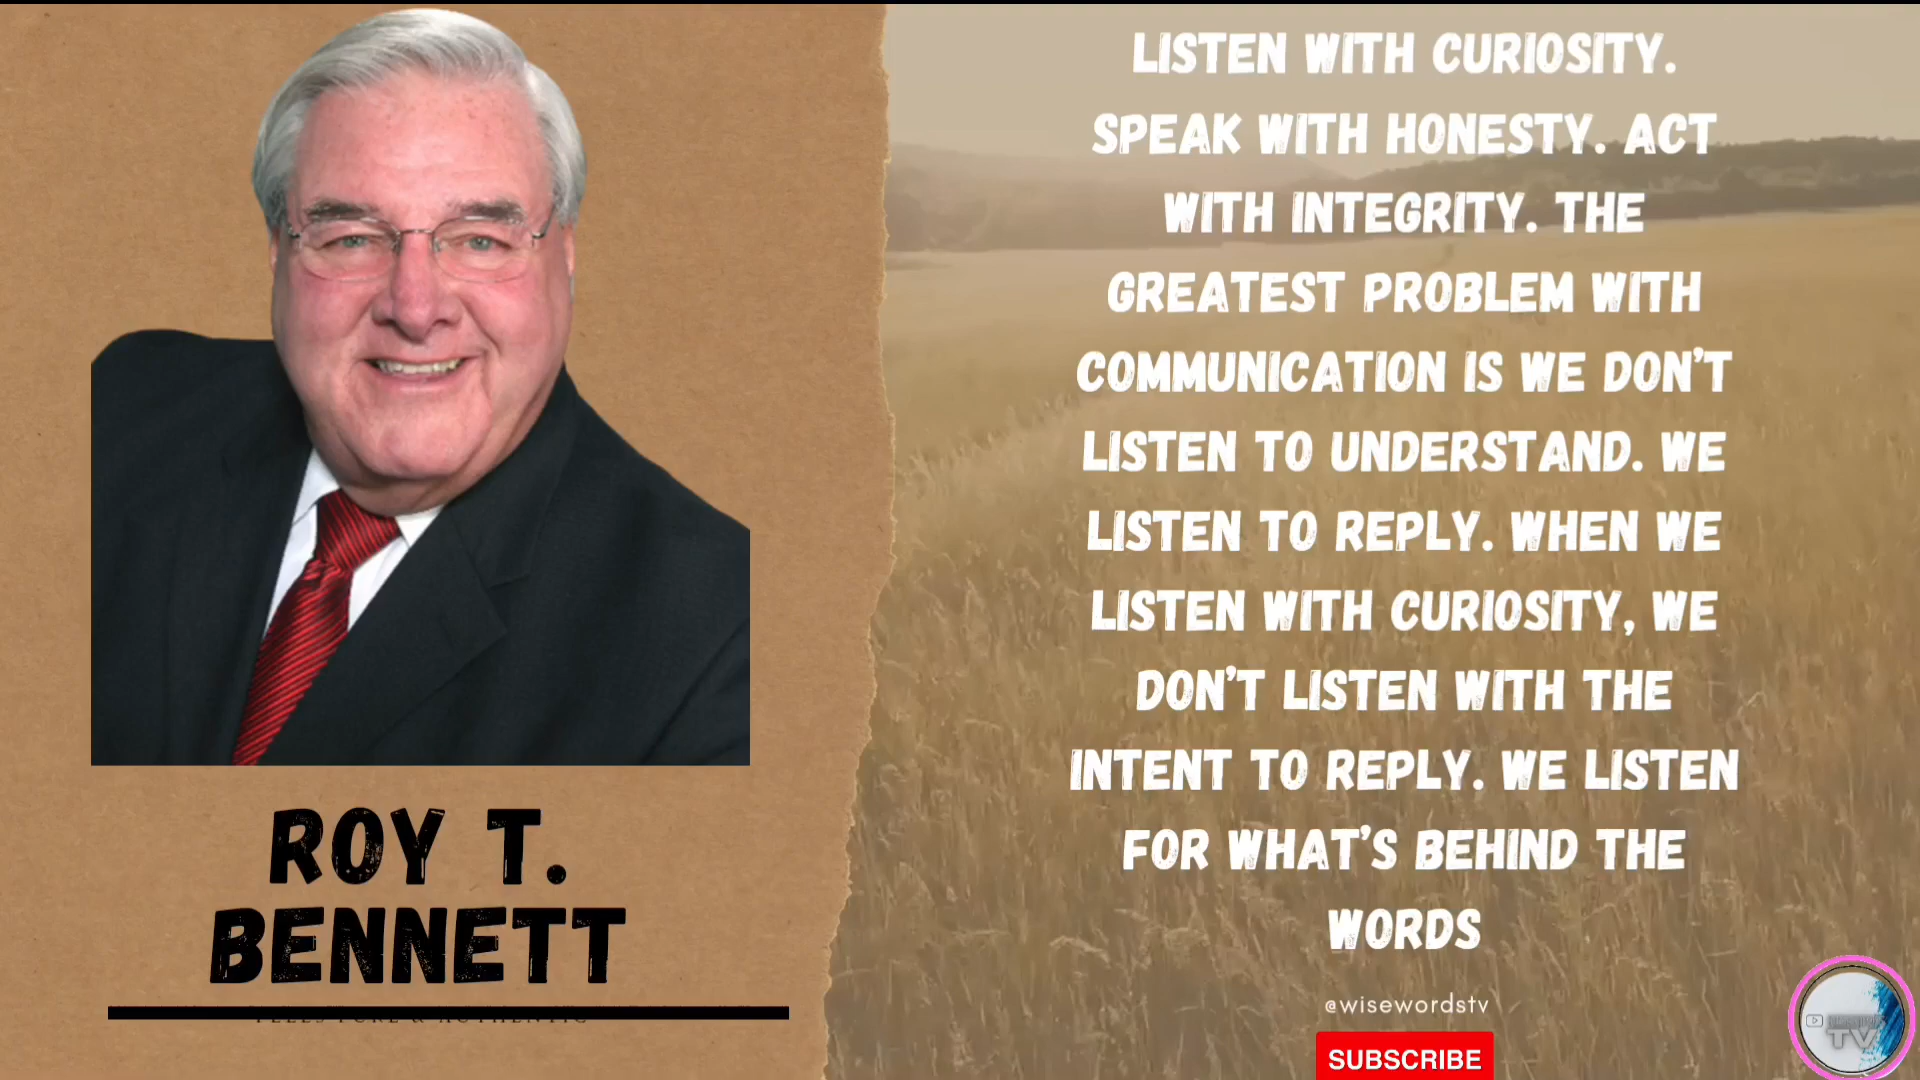 ROY T.
BENNETT
LISTEN WITH CURIOSITY.
SPEAK WITH HONESTY. ACT
WITH INTEGRITY. THE
GREATEST PROBLEM WITH
COMMUNICATION IS WE DON'T
LISTEN TO UNDERSTAND. WE
LISTEN TO REPLY. WHEN WE
LISTEN WITH CURIOSITY, WE
DON'T LISTEN WITH THE
INTENT TO REPLY. WE LISTEN
FOR WHAT'S BEHIND THE
WORDS
@wisewordstv
SUBSCRIBE
TV